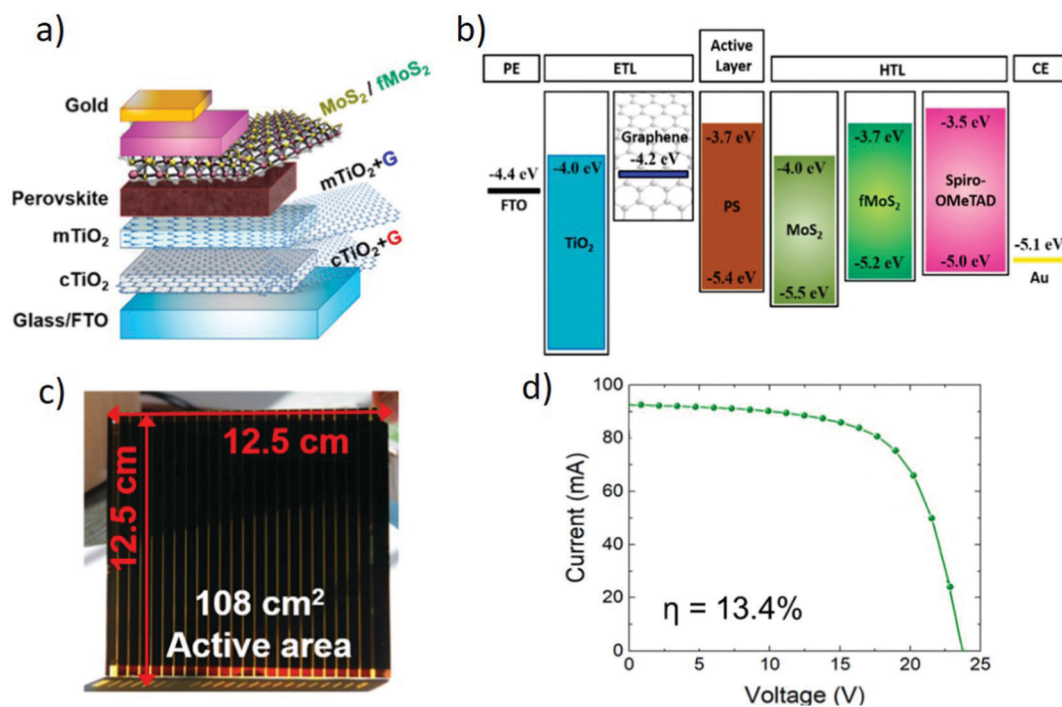 a)
Gold
MoS₂ / fMoS₂
Perovskite
mTiO₂+G
mTiO₂
cTiO₂+G
cTiO₂
Glass/FTO
b)
PE
ETL
Active
Layer
HTL
CE
-4.4 eV
FTO
-4.0 eV
TiO₂
Graphene
-4.2 eV
-3.7 eV
PS
-5.4 eV
-4.0 eV
MoS₂
-5.5 eV
-3.7 eV
fMoS₂
-5.2 eV
-3.5 eV
Spiro-
OMeTAD
-5.0 eV
-5.1 eV
Au
c)
12.5 cm
12.5 cm
108 cm²
Active area
d)
100
80
60
40
20
0
Current (mA)
η = 13.4%
0 5 10 15 20 25
Voltage (V)